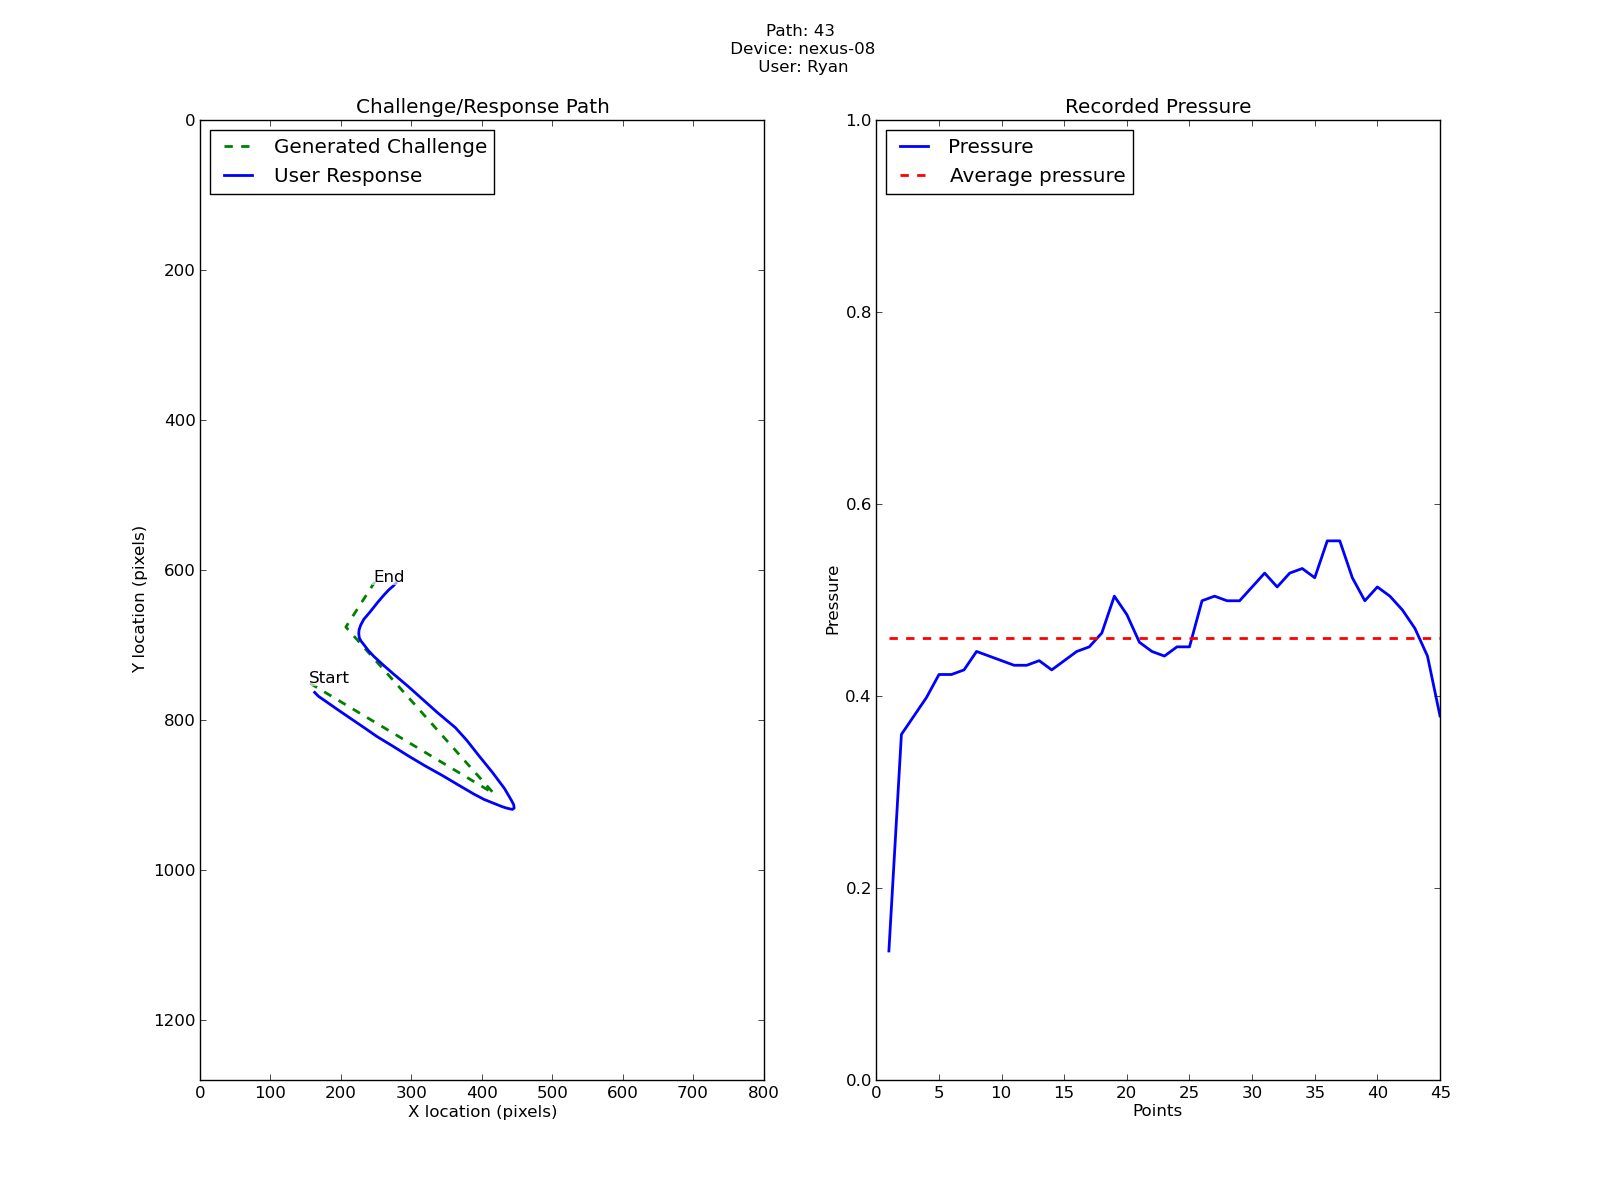 Path: 43
Device: nexus-08
User: Ryan
Challenge/Response Path
Generated Challenge
User Response
0
200
400
600
800
1000
1200
Y location (pixels)
End
Start
0 100 200 300 400 500 600 700 800
X location (pixels)
Recorded Pressure
Pressure
Average pressure
1.0
0.8
0.6
0.4
0.2
0.0
Pressure
0 5 10 15 20 25 30 35 40 45
Points